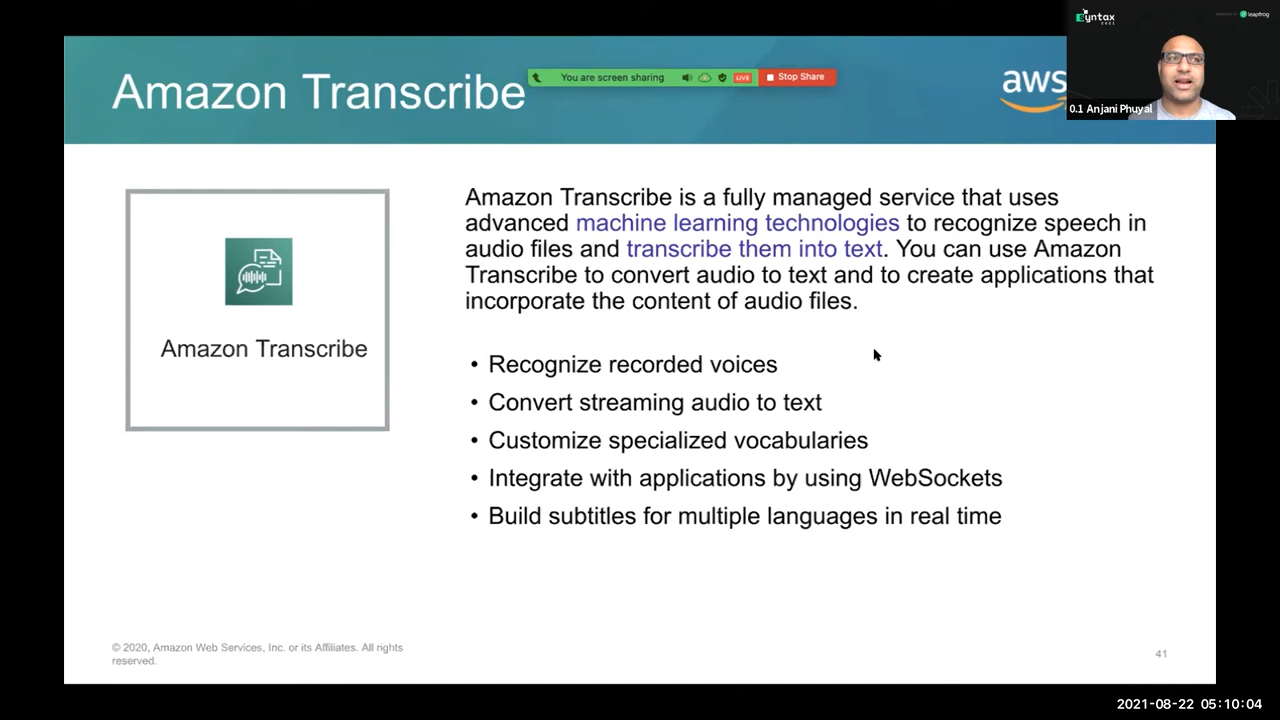 Amazon Transcribe
You are screen sharing
LIVE
Stop Share
aws
Syntax
leapfrog
0.1 Anjani Phuyal
Amazon Transcribe
Amazon Transcribe is a fully managed service that uses
advanced machine learning technologies to recognize speech in
audio files and transcribe them into text. You can use Amazon
Transcribe to convert audio to text and to create applications that
incorporate the content of audio files.
• Recognize recorded voices
• Convert streaming audio to text
• Customize specialized vocabularies
• Integrate with applications by using WebSockets
• Build subtitles for multiple languages in real time
© 2020, Amazon Web Services, Inc. or its Affiliates. All rights
reserved.
41
2021-08-22 05:10:04